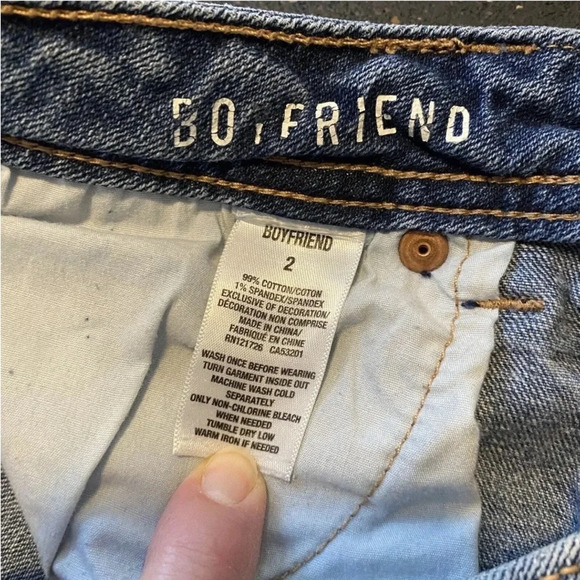 BOYFRIEND
BOYFRIEND
2
99% COTTON/COTON
1% SPANDEX/SPANDEX
EXCLUSIVE OF DECORATION/
DÉCORATION NON COMPRISE
MADE IN CHINA/
FABRIQUÉ EN CHINE
RN121726 CA53201
WASH ONCE BEFORE WEARING
TURN GARMENT INSIDE OUT
MACHINE WASH COLD
SEPARATELY
ONLY NON-CHLORINE BLEACH
WHEN NEEDED
TUMBLE DRY LOW
WARM IRON IF NEEDED